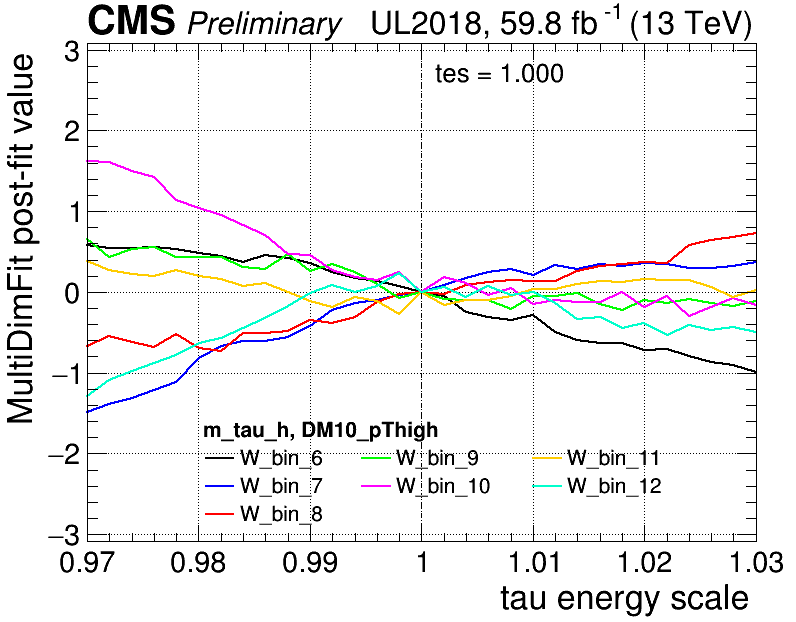 CMS Preliminary UL2018, 59.8 fb⁻¹ (13 TeV)
MultiDimFit post-fit value
3
2
1
0
−1
−2
−3
tes = 1.000
m_tau_h, DM10_pThigh
W_bin_6 W_bin_9 W_bin_11
W_bin_7 W_bin_10 W_bin_12
W_bin_8
0.97 0.98 0.99 1 1.01 1.02 1.03
tau energy scale